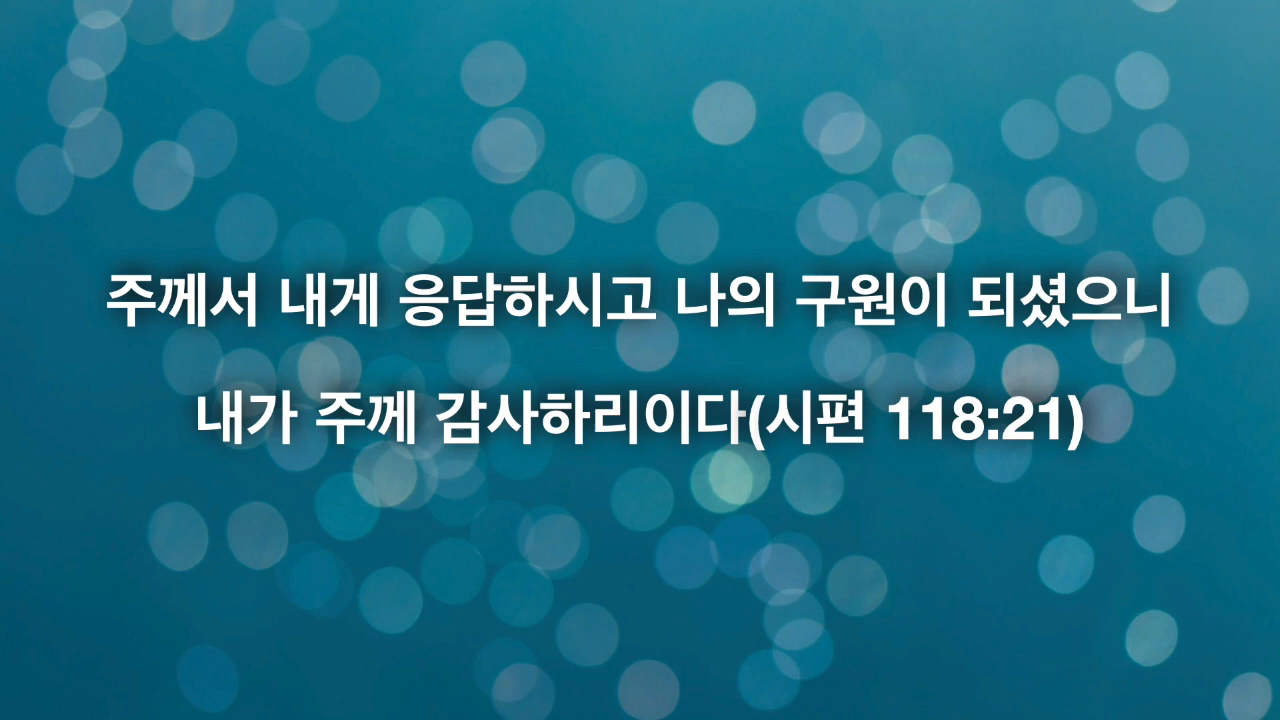 주께서 내게 응답하시고 나의 구원이 되셨으니
내가 주께 감사하리이다(시편 118:21)